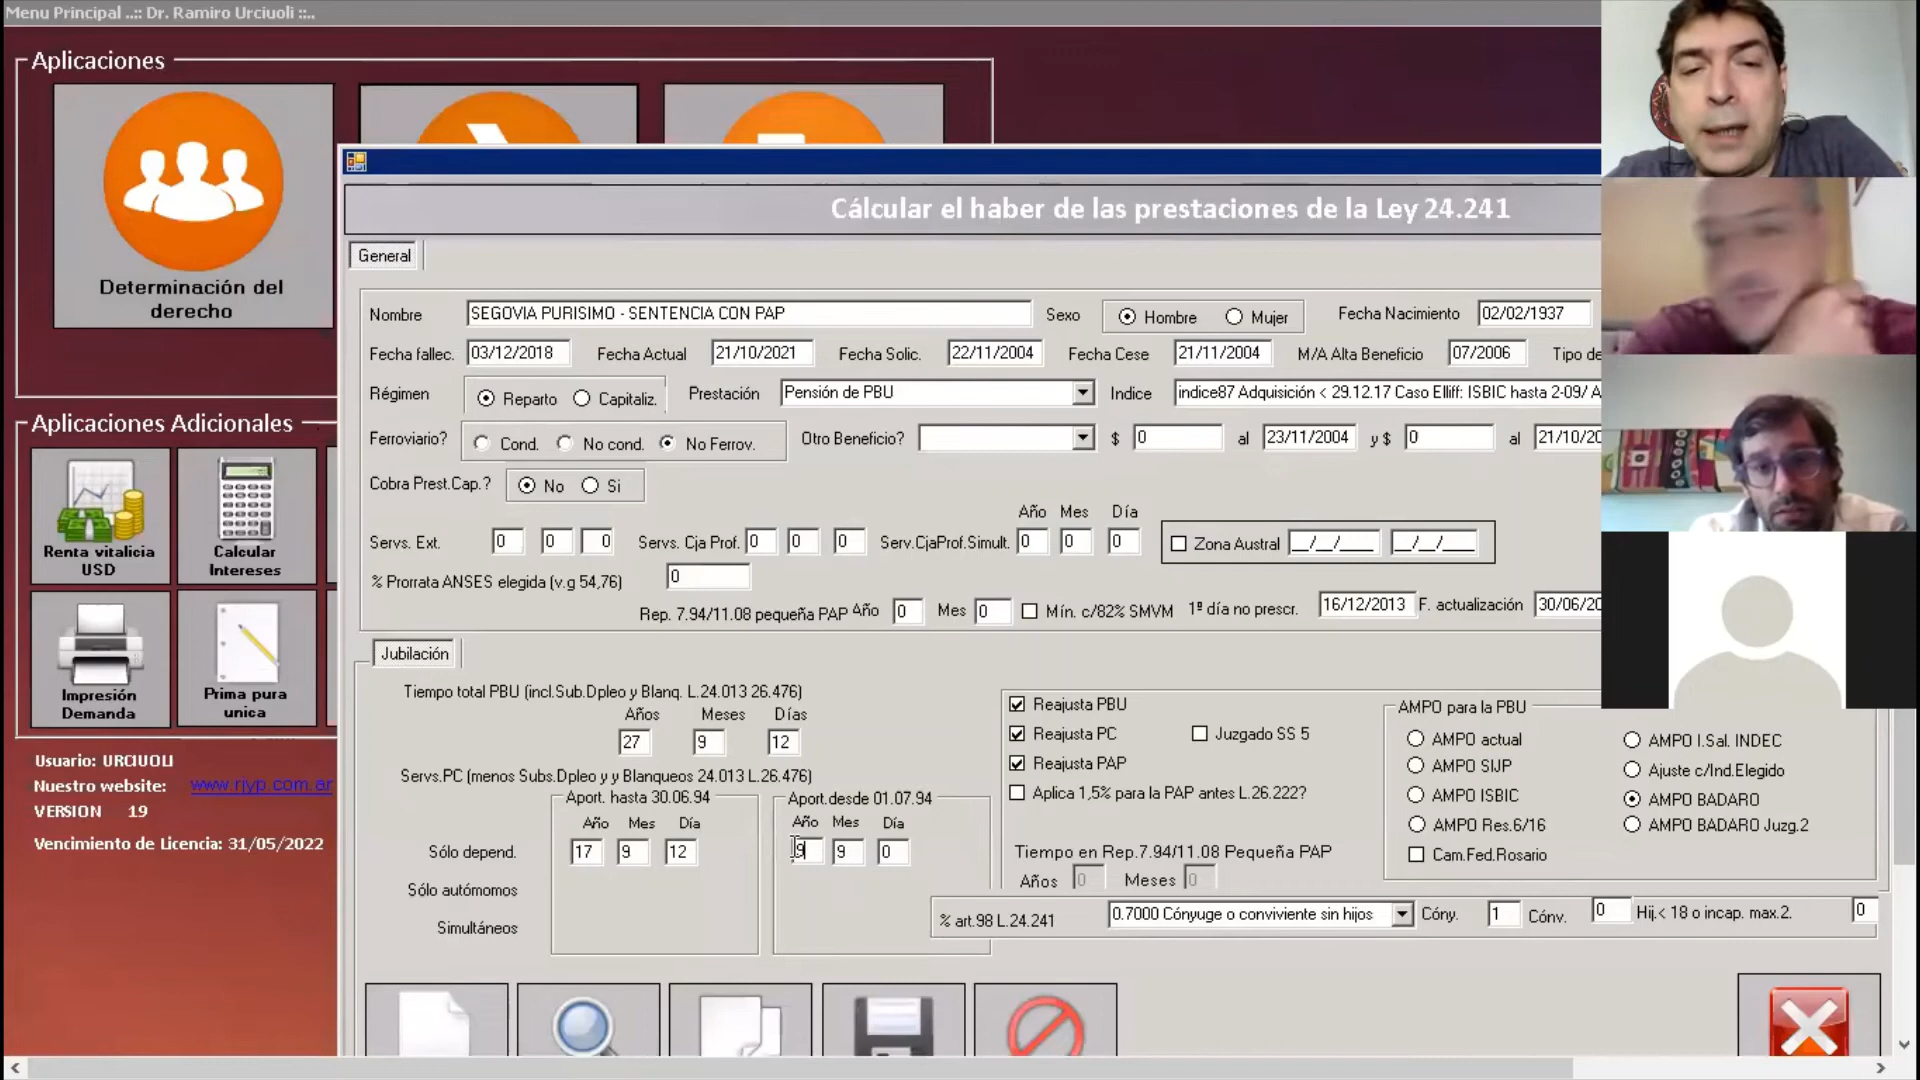 Menu Principal ..:: Dr. Ramiro Urciuoli ::..
Aplicaciones
Determinación del
derecho
Aplicaciones Adicionales
Renta vitalicia
USD
Calcular
Intereses
Impresión
Demanda
Prima pura
unica
Usuario: URCIUOLI
Nuestro website: www.rjyp.com.ar
VERSION 19
Vencimiento de Licencia: 31/05/2022
Cálcular el haber de las prestaciones de la Ley 24.241
General
Nombre SEGOVIA PURISIMO - SENTENCIA CON PAP Sexo Hombre Mujer Fecha Nacimiento 02/02/1937
Fecha fallec. 03/12/2018 Fecha Actual 21/10/2021 Fecha Solic. 22/11/2004 Fecha Cese 21/11/2004 M/A Alta Beneficio 07/2006 Tipo de
Régimen Reparto Capitaliz. Prestación Pensión de PBU Indice indice87 Adquisición < 29.12.17 Caso Elliff: ISBIC hasta 2-09/ A
Ferroviario? Cond. No cond. No Ferrov. Otro Beneficio? $ 0 al 23/11/2004 y $ 0 al 21/10/20
Cobra Prest.Cap.? No Si
Año Mes Día
Servs. Ext. 0 0 0 Servs. Cja Prof. 0 0 0 Serv.CjaProf.Simult. 0 0 0 Zona Austral __/__/____ __/__/____
% Prorrata ANSES elegida (v.g 54,76) 0
Rep. 7.94/11.08 pequeña PAP Año 0 Mes 0 Mín. c/82% SMVM 1º día no prescr. 16/12/2013 F. actualización 30/06/20
Jubilación
Tiempo total PBU (incl.Sub.Dpleo y Blanq. L.24.013 26.476)
Años Meses Días
27 9 12
Servs.PC (menos Subs.Dpleo y y Blanqueos 24.013 L.26.476)
Aport. hasta 30.06.94 Aport.desde 01.07.94
Año Mes Día Año Mes Día
Sólo depend. 17 9 12 9 9 0
Sólo autómomos
Simultáneos
Reajusta PBU
Reajusta PC Juzgado SS 5
Reajusta PAP
Aplica 1,5% para la PAP antes L.26.222?
Tiempo en Rep.7.94/11.08 Pequeña PAP
Años 0 Meses 0
AMPO para la PBU
AMPO actual AMPO I.Sal. INDEC
AMPO SIJP Ajuste c/Ind.Elegido
AMPO ISBIC AMPO BADARO
AMPO Res.6/16 AMPO BADARO Juzg.2
Cam.Fed.Rosario
% art.98 L.24.241 0.7000 Cónyuge o conviviente sin hijos Cóny. 1 Cónv. 0 Hij.< 18 o incap. max.2. 0